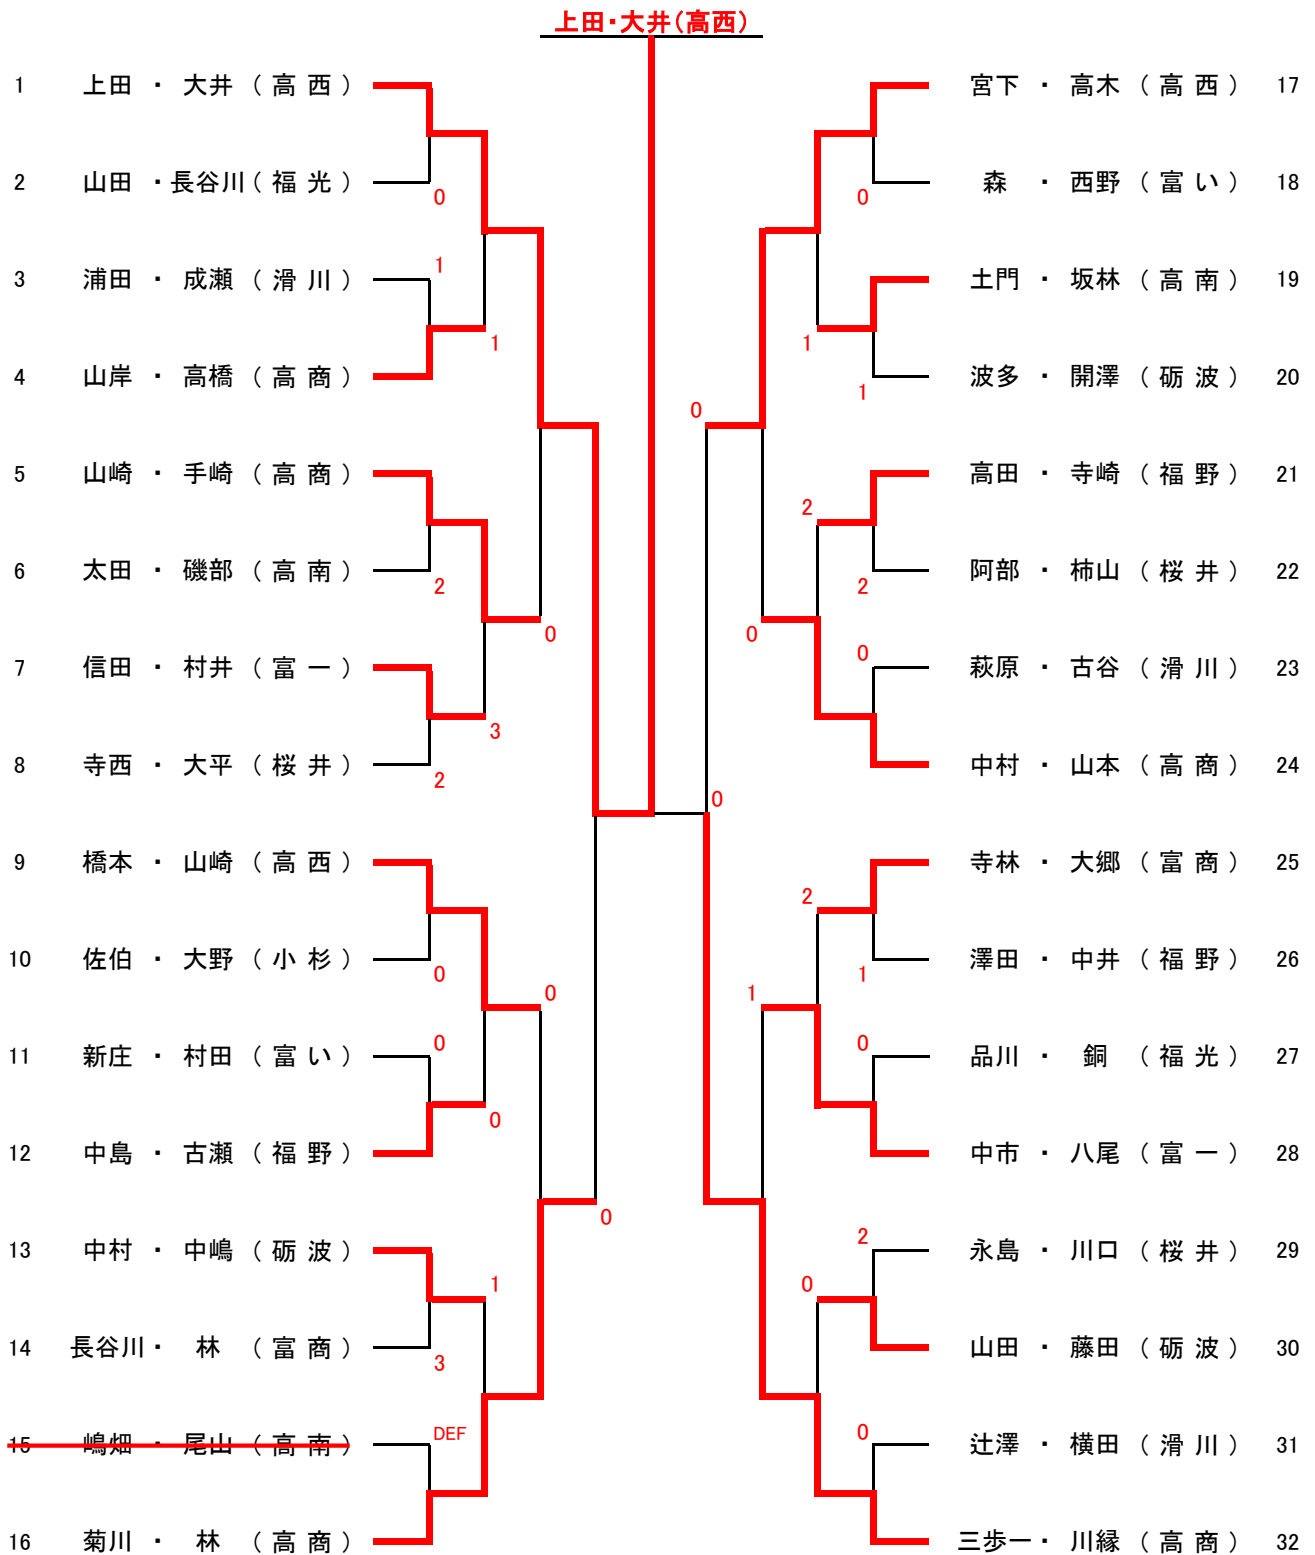 上田・大井(高西)
1 上田 ・ 大井 ( 高 西 )
2 山田 ・長谷川( 福 光 )
0
1
3 浦田 ・ 成瀬 ( 滑 川 )
1
4 山岸 ・ 高橋 ( 高 商 )
5 山崎 ・ 手崎 ( 高 商 )
6 太田 ・ 磯部 ( 高 南 )
2
0
7 信田 ・ 村井 ( 富 一 )
3
8 寺西 ・ 大平 ( 桜 井 )
2
9 橋本 ・ 山崎 ( 高 西 )
10 佐伯 ・ 大野 ( 小 杉 )
0
0
0
11 新庄 ・ 村田 ( 富 い )
0
12 中島 ・ 古瀬 ( 福 野 )
0
13 中村 ・ 中嶋 ( 砺 波 )
1
14 長谷川・ 林 ( 富 商 )
3
DEF
15 嶋畑 ・ 尾山 ( 高 南 )
16 菊川 ・ 林 ( 高 商 )
宮下 ・ 高木 ( 高 西 ) 17
森 ・ 西野 ( 富 い ) 18
0
土門 ・ 坂林 ( 高 南 ) 19
1
波多 ・ 開澤 ( 砺 波 ) 20
1
0
高田 ・ 寺崎 ( 福 野 ) 21
2
阿部 ・ 柿山 ( 桜 井 ) 22
2
0
0
萩原 ・ 古谷 ( 滑 川 ) 23
中村 ・ 山本 ( 高 商 ) 24
0
寺林 ・ 大郷 ( 富 商 ) 25
2
澤田 ・ 中井 ( 福 野 ) 26
1
1
0
品川 ・ 銅 ( 福 光 ) 27
中市 ・ 八尾 ( 富 一 ) 28
2
永島 ・ 川口 ( 桜 井 ) 29
0
山田 ・ 藤田 ( 砺 波 ) 30
0
辻澤 ・ 横田 ( 滑 川 ) 31
三歩一・ 川縁 ( 高 商 ) 32